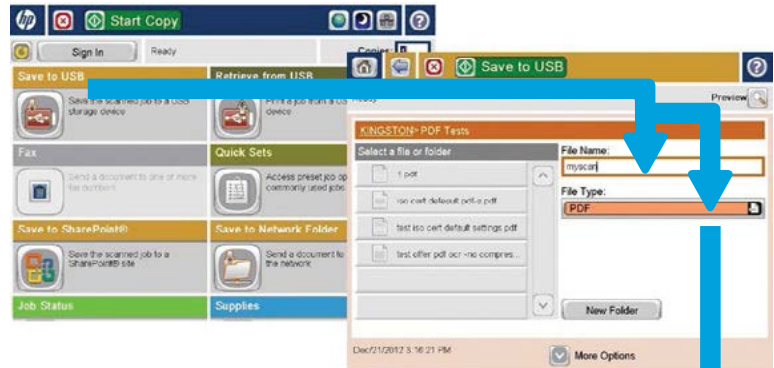 hp
Start Copy
Sign In
Ready
Copies:
Save to USB
Save the scanned job to a USB
storage device
Retrieve from USB
Print a job from a US
device
Fax
Send a document to one or more
fax numbers
Quick Sets
Access preset job op
commonly used jobs
Save to SharePoint®
Save the scanned job to a
SharePoint® site
Save to Network Folder
Send a document to
the network
Job Status
Supplies
Save to USB
Preview
KINGSTON> PDF Tests
Select a file or folder
1.pdf
iso cert default pdf-a.pdf
test iso cert default settings.pdf
test offer pdf ocr -no compres...
File Name:
myscan
File Type:
PDF
New Folder
Dec/21/2012 3:16:21 PM
More Options